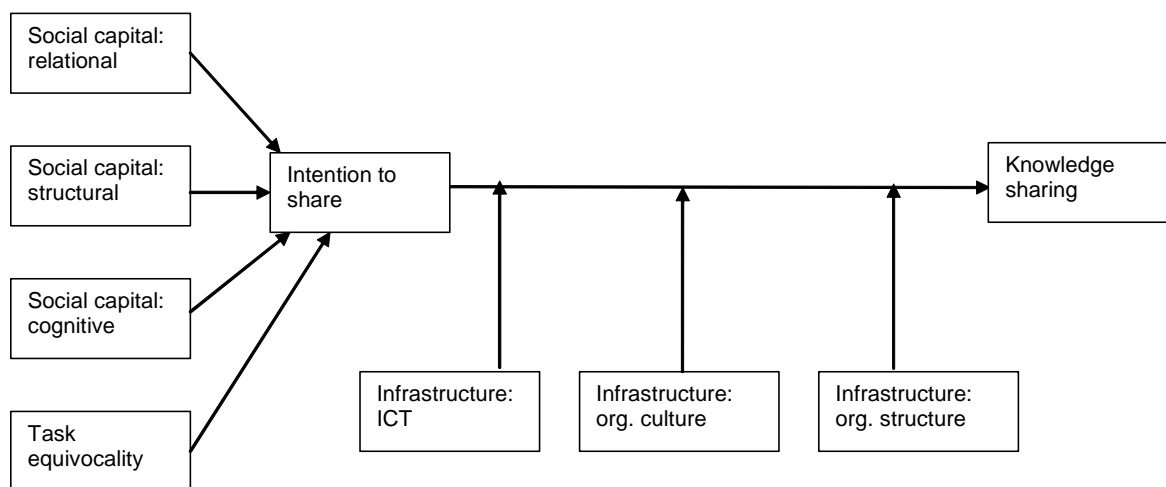 Social capital:
relational
Social capital:
structural
Intention to
share
Knowledge
sharing
Social capital:
cognitive
Infrastructure:
ICT
Infrastructure:
org. culture
Infrastructure:
org. structure
Task
equivocality